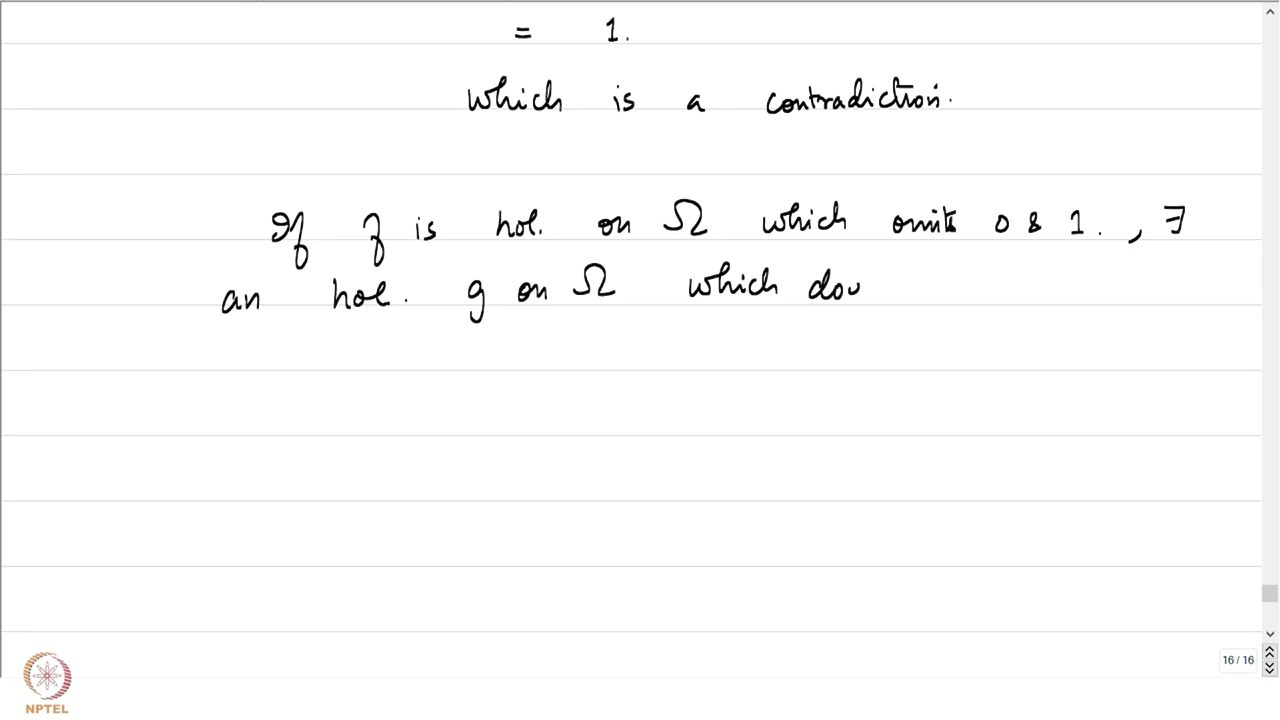 = 1.
which is a contradiction.
If f is hol. on Ω which omits 0 & 1. , ∃
an hol. g on Ω which dou
16 / 16
NPTEL